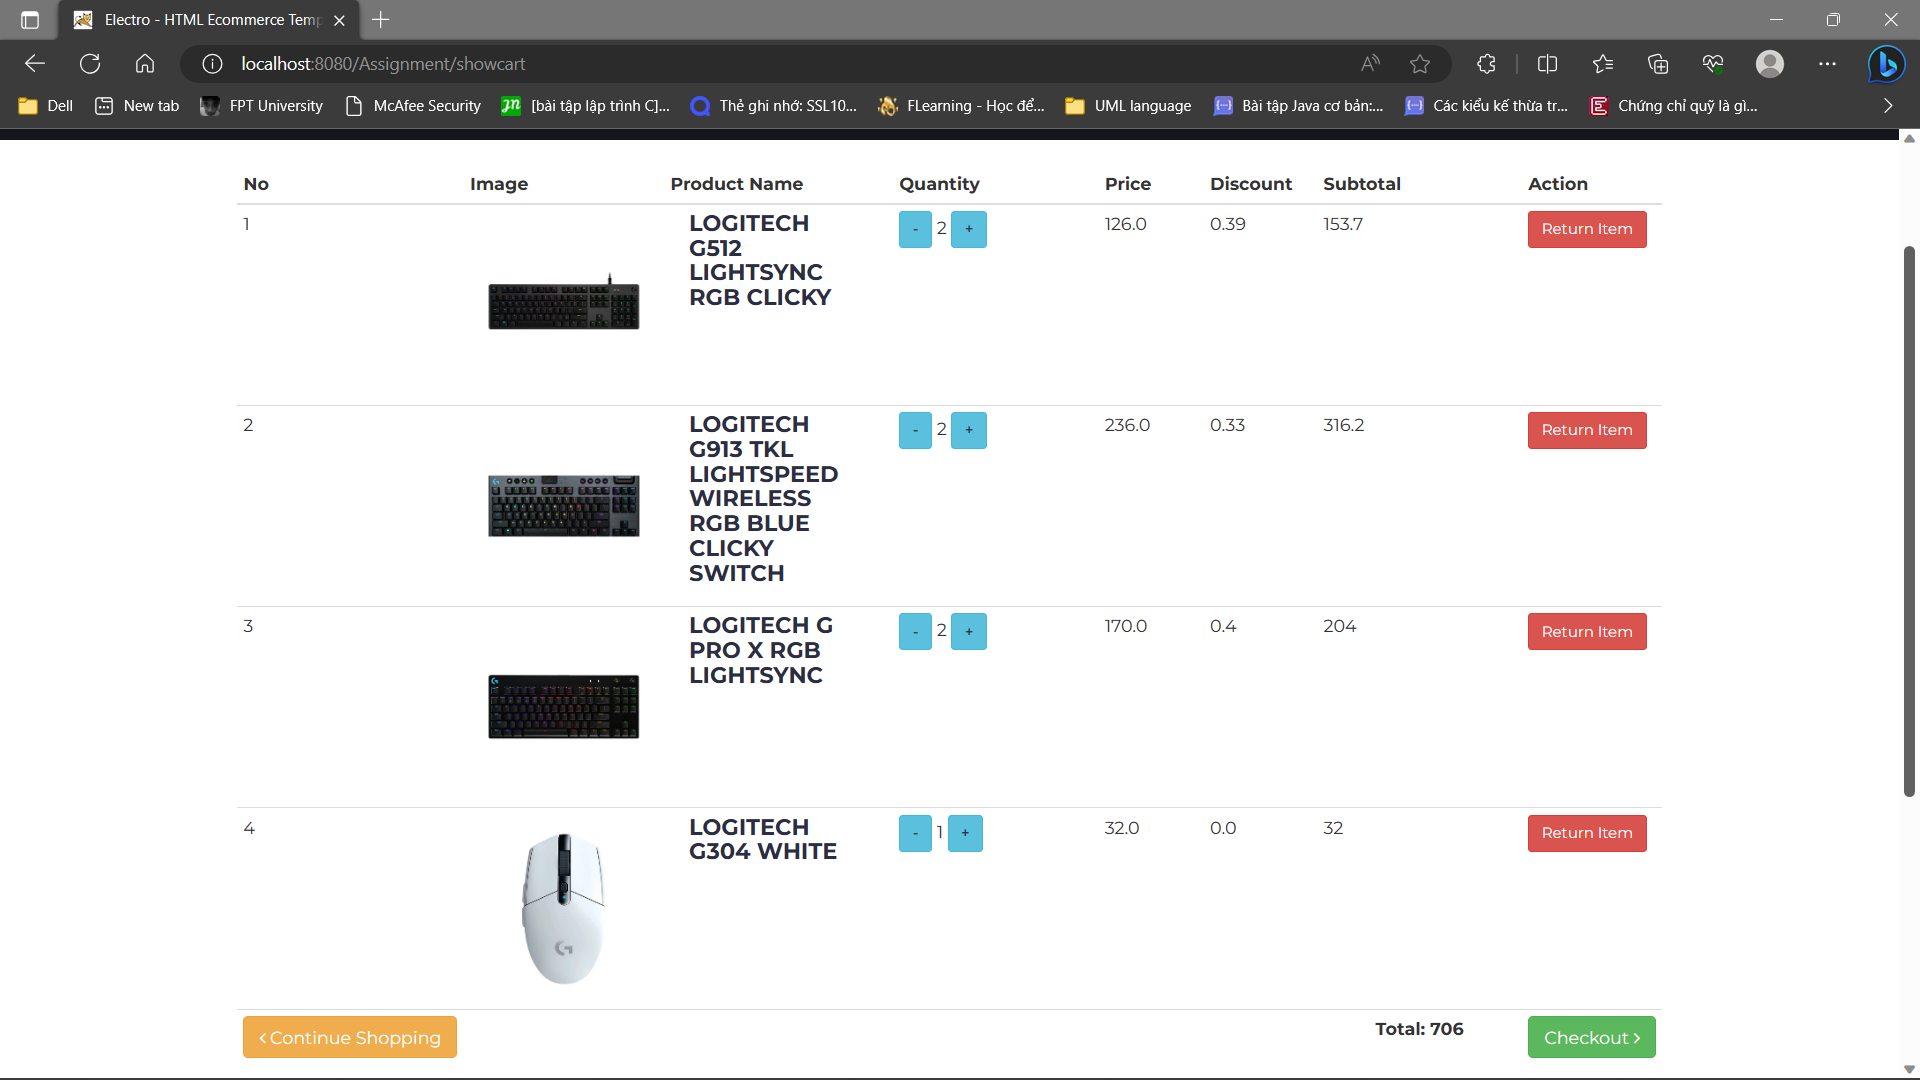 Electro - HTML Ecommerce Temp
localhost:8080/Assignment/showcart
Dell
New tab
FPT University
McAfee Security
[bài tập lập trình C]...
Thẻ ghi nhớ: SSL10...
FLearning - Học để...
UML language
Bài tập Java cơ bản:...
Các kiểu kế thừa tr...
Chứng chỉ quỹ là gì...
No Image Product Name Quantity Price Discount Subtotal Action
1
LOGITECH
G512
LIGHTSYNC
RGB CLICKY
- 2 +
126.0
0.39
153.7
Return Item
2
LOGITECH
G913 TKL
LIGHTSPEED
WIRELESS
RGB BLUE
CLICKY
SWITCH
- 2 +
236.0
0.33
316.2
Return Item
3
LOGITECH G
PRO X RGB
LIGHTSYNC
- 2 +
170.0
0.4
204
Return Item
4
LOGITECH
G304 WHITE
- 1 +
32.0
0.0
32
Return Item
< Continue Shopping
Total: 706
Checkout >